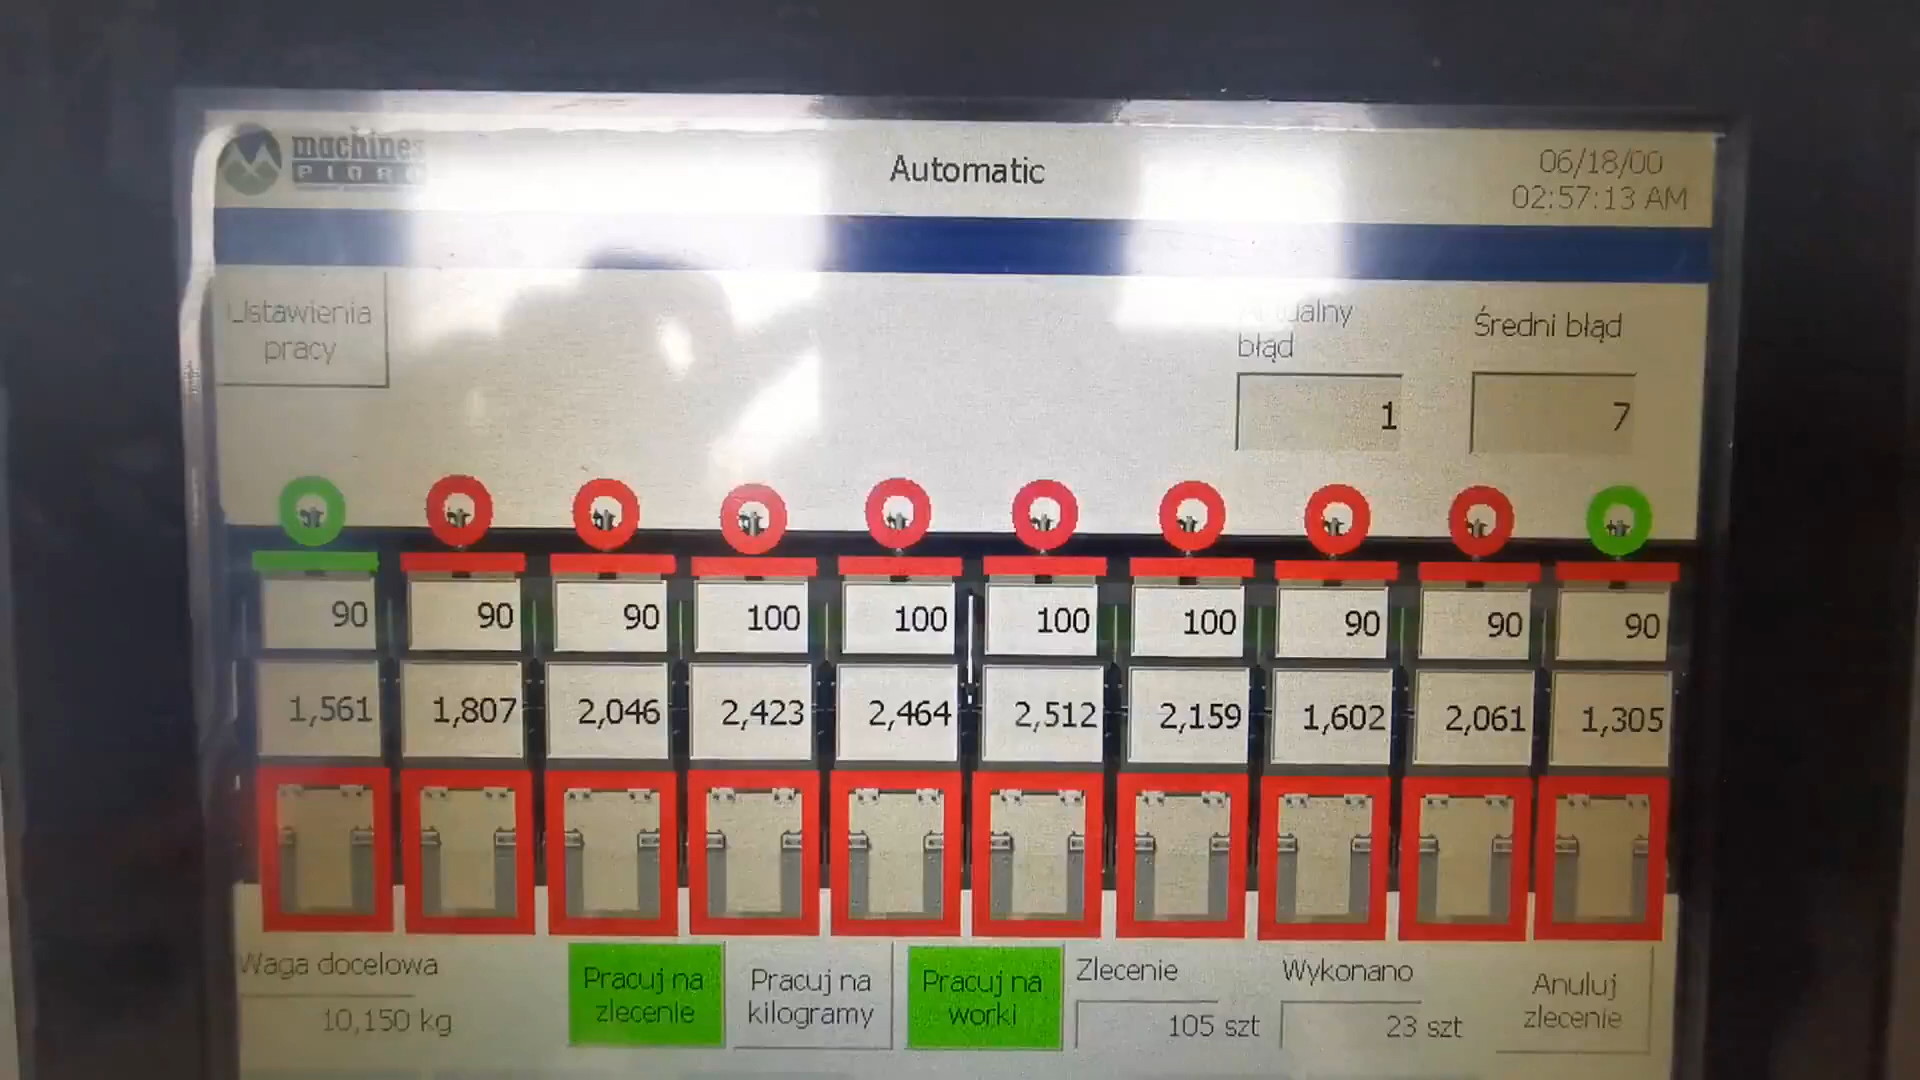 machines
PIORO
Automatic
06/18/00
02:57:13 AM
Ustawienia
pracy
Aktualny
błąd
Średni błąd
1
7
90 90 90 100 100 100 100 90 90 90
1,561 1,807 2,046 2,423 2,464 2,512 2,159 1,602 2,061 1,305
Waga docelowa
10,150 kg
Pracuj na
zlecenie
Pracuj na
kilogramy
Pracuj na
worki
Zlecenie
105 szt
Wykonano
23 szt
Anuluj
zlecenie